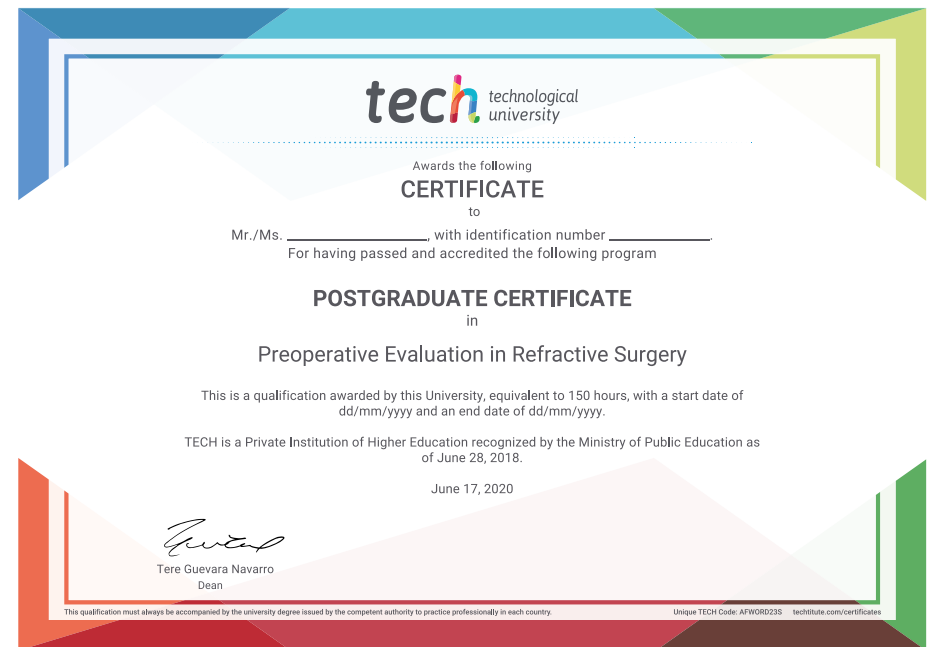 tech technological
university
Awards the following
CERTIFICATE
to
Mr./Ms. ____________________, with identification number ______________.
For having passed and accredited the following program
POSTGRADUATE CERTIFICATE
in
Preoperative Evaluation in Refractive Surgery
This is a qualification awarded by this University, equivalent to 150 hours, with a start date of
dd/mm/yyyy and an end date of dd/mm/yyyy.
TECH is a Private Institution of Higher Education recognized by the Ministry of Public Education as
of June 28, 2018.
June 17, 2020
Tere Guevara Navarro
Dean
This qualification must always be accompanied by the university degree issued by the competent authority to practice professionally in each country.
Unique TECH Code: AFWORD23S techtitute.com/certificates